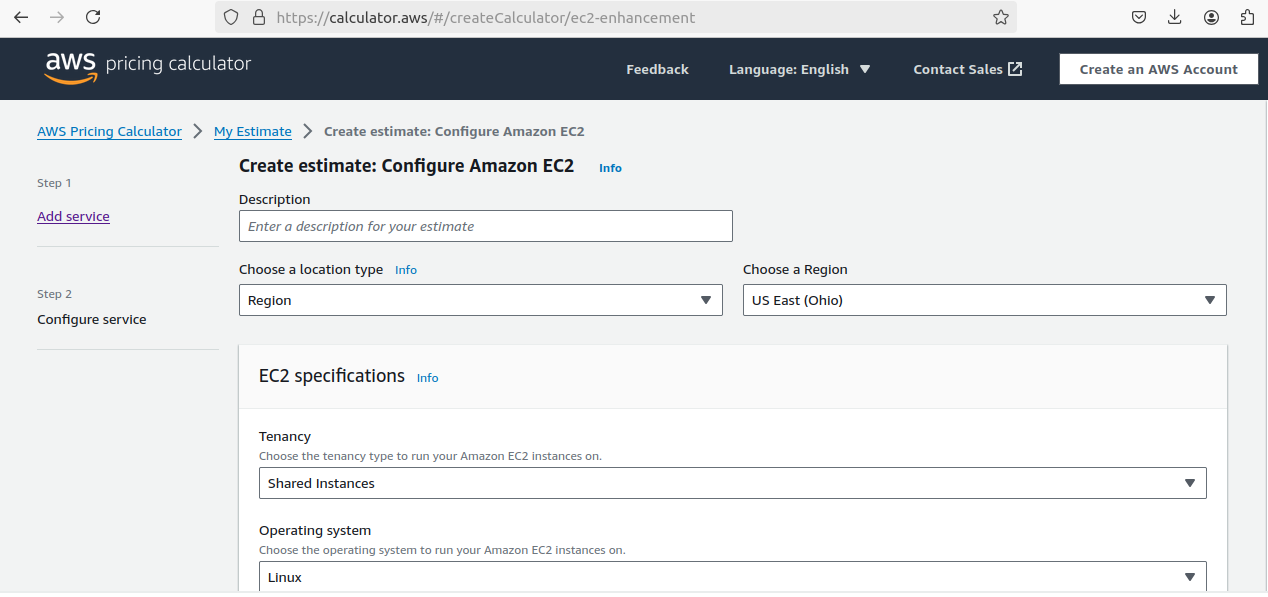 https://calculator.aws/#/createCalculator/ec2-enhancement
aws pricing calculator
Feedback
Language: English
Contact Sales
Create an AWS Account
AWS Pricing Calculator
My Estimate
Create estimate: Configure Amazon EC2
Step 1
Add service
Step 2
Configure service
Create estimate: Configure Amazon EC2 Info
Description
Enter a description for your estimate
Choose a location type Info
Region
Choose a Region
US East (Ohio)
EC2 specifications Info
Tenancy
Choose the tenancy type to run your Amazon EC2 instances on.
Shared Instances
Operating system
Choose the operating system to run your Amazon EC2 instances on.
Linux